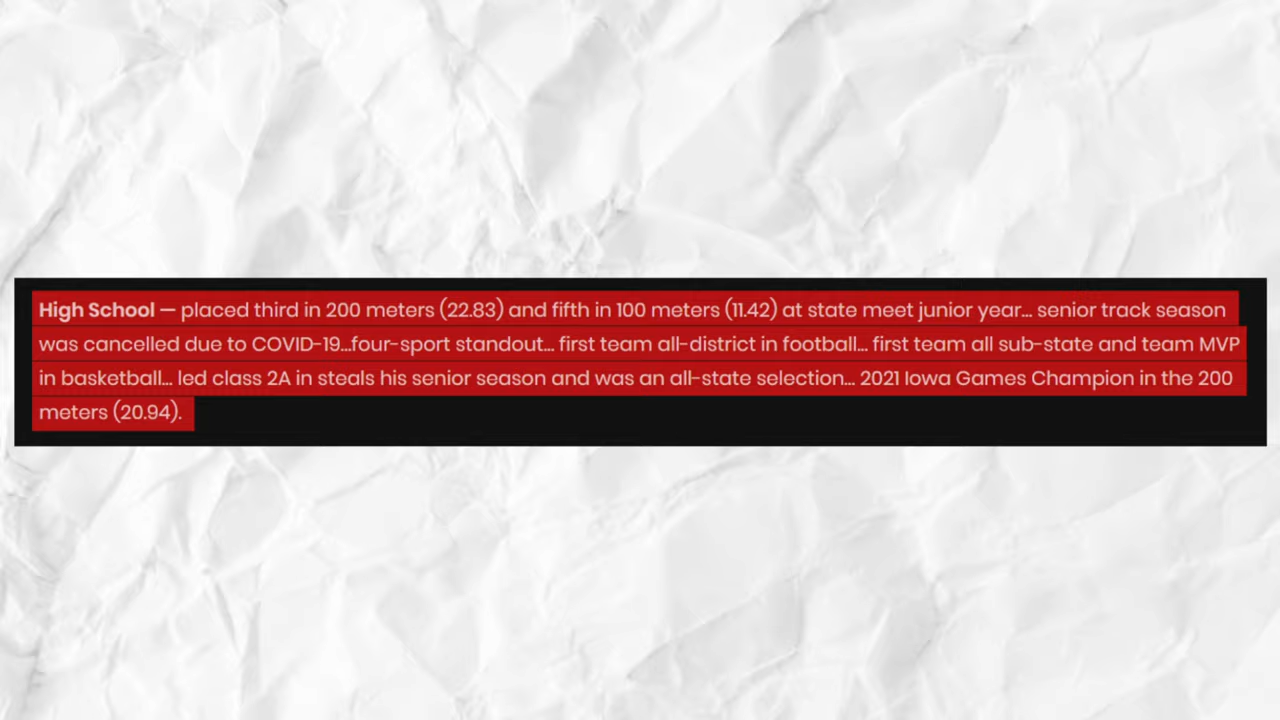 High School — placed third in 200 meters (22.83) and fifth in 100 meters (11.42) at state meet junior year... senior track season
was cancelled due to COVID-19...four-sport standout... first team all-district in football... first team all sub-state and team MVP
in basketball... led class 2A in steals his senior season and was an all-state selection... 2021 Iowa Games Champion in the 200
meters (20.94).